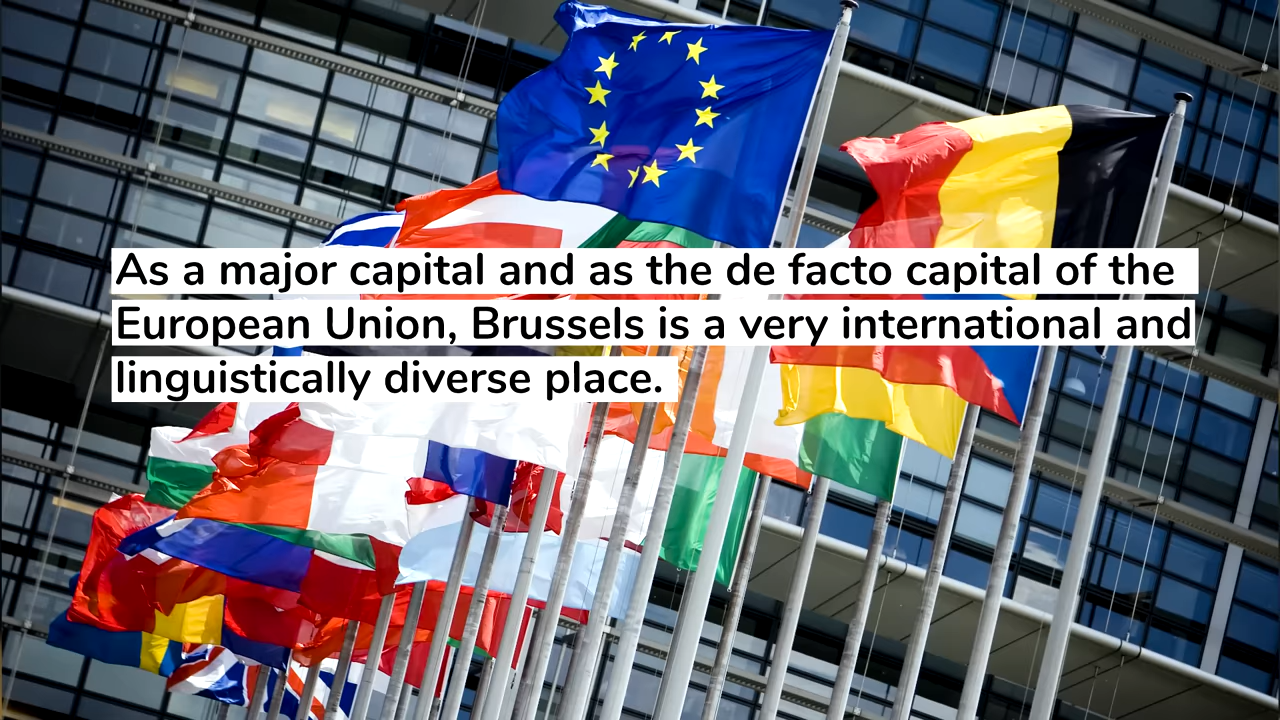 As a major capital and as the de facto capital of the
European Union, Brussels is a very international and
linguistically diverse place.